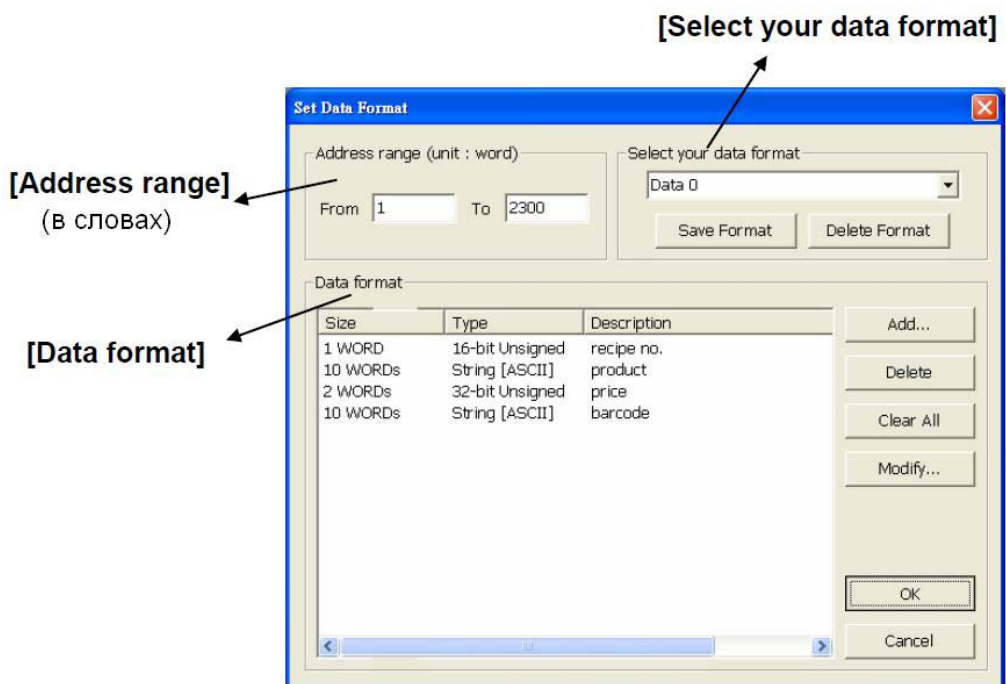 [Select your data format]
Set Data Format
Address range (unit : word)
Select your data format
[Address range]
(в словах)
From 1 To 2300
Data 0
Save Format Delete Format
Data format
[Data format]
Size Type Description
1 WORD 16-bit Unsigned recipe no.
10 WORDs String [ASCII] product
2 WORDs 32-bit Unsigned price
10 WORDs String [ASCII] barcode
Add...
Delete
Clear All
Modify...
OK
Cancel